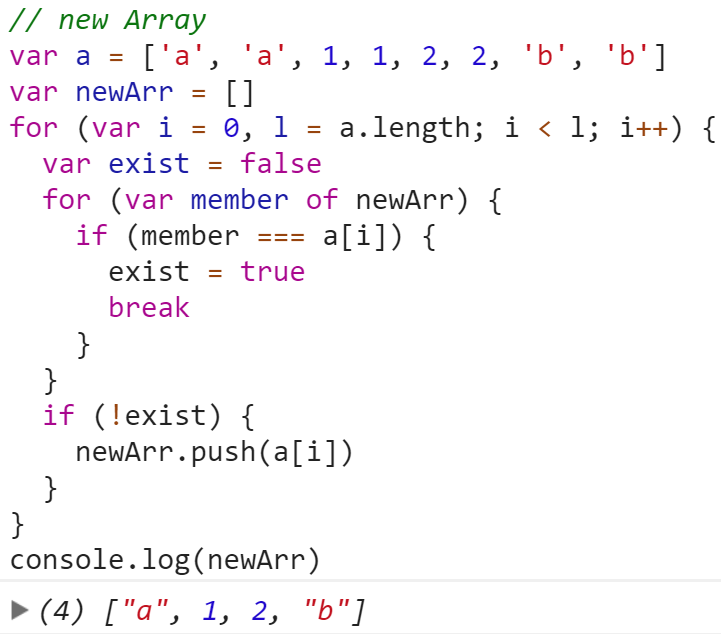 // new Array
var a = ['a', 'a', 1, 1, 2, 2, 'b', 'b']
var newArr = []
for (var i = 0, l = a.length; i < l; i++) {
  var exist = false
  for (var member of newArr) {
    if (member === a[i]) {
      exist = true
      break
    }
  }
  if (!exist) {
    newArr.push(a[i])
  }
}
console.log(newArr)
▶ (4) ["a", 1, 2, "b"]